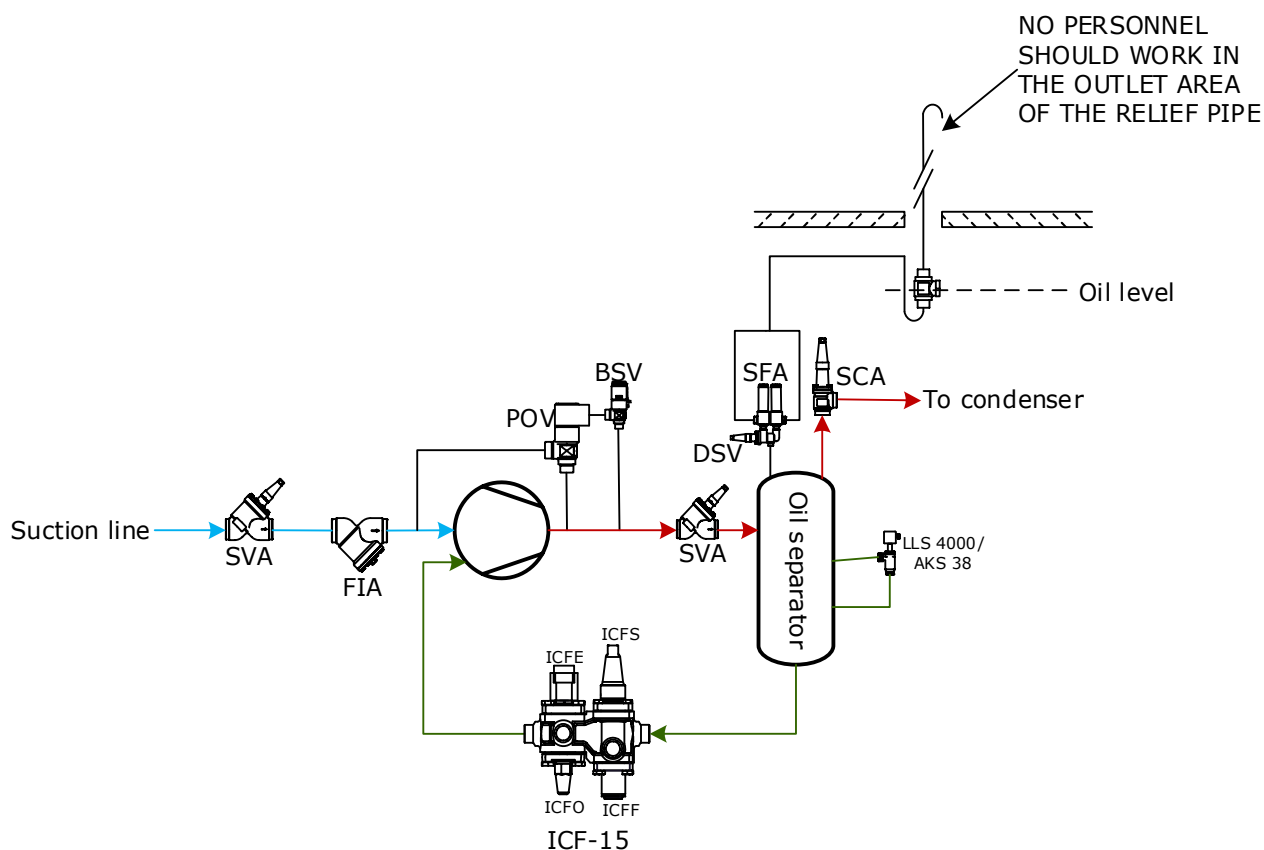 NO PERSONNEL
SHOULD WORK IN
THE OUTLET AREA
OF THE RELIEF PIPE
Oil level
BSV
SFA
SCA
POV
To condenser
DSV
Suction line
SVA
FIA
SVA
Oil separator
LLS 4000/
AKS 38
ICFS
ICFE
ICFO
ICFF
ICF-15